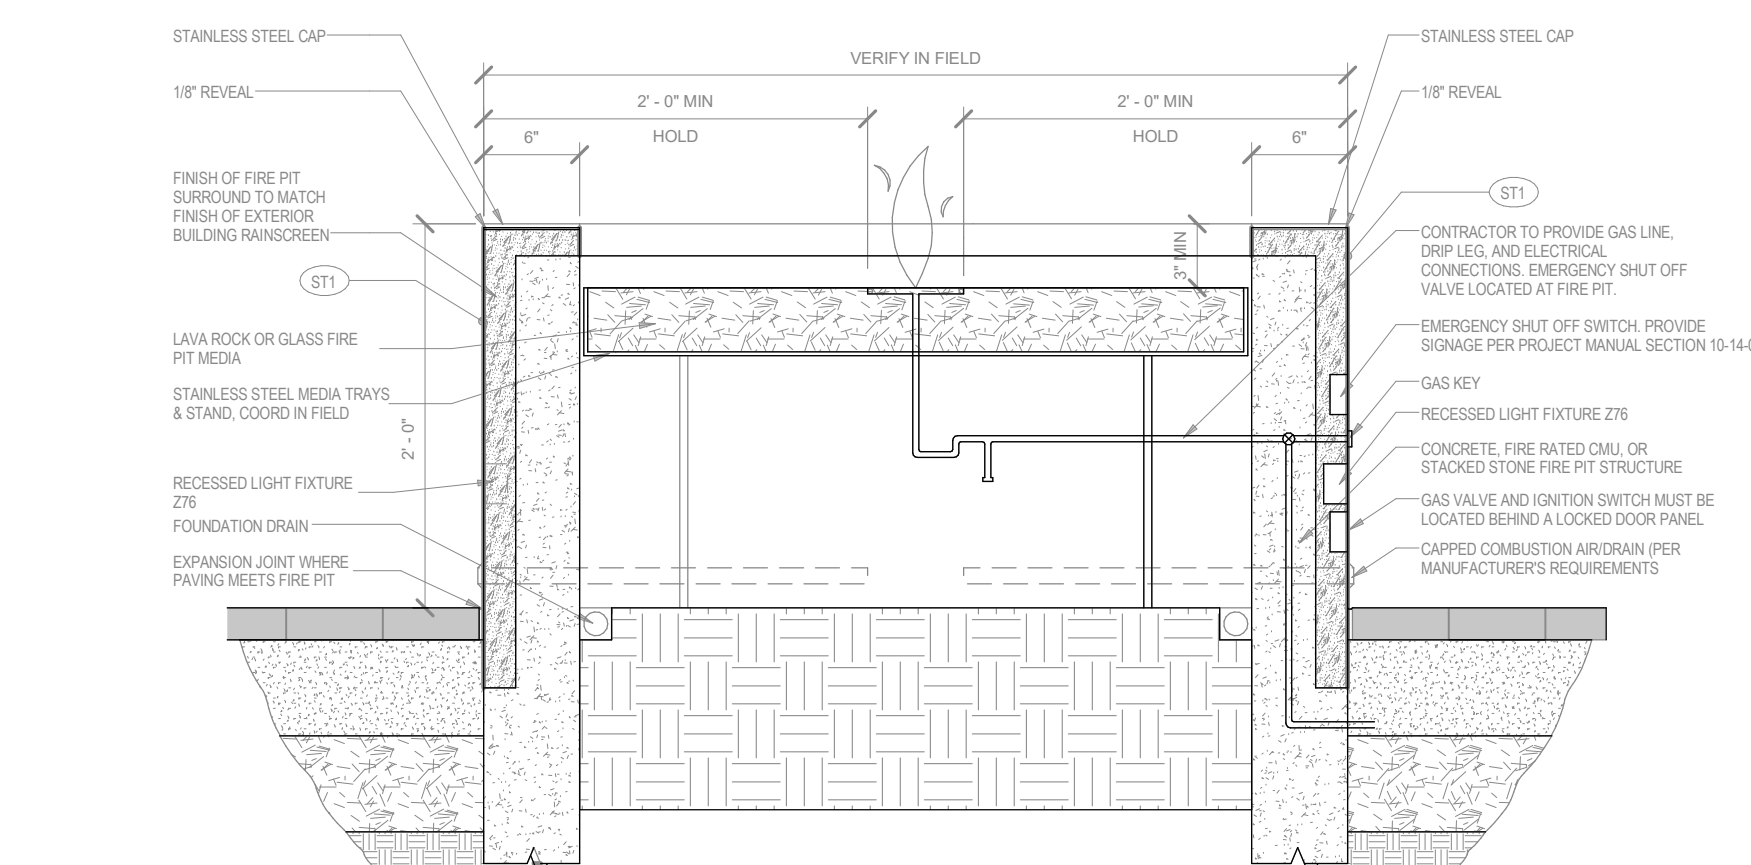 STAINLESS STEEL CAP
1/8" REVEAL
FINISH OF FIRE PIT
SURROUND TO MATCH
FINISH OF EXTERIOR
BUILDING RAINSCREEN
ST1
LAVA ROCK OR GLASS FIRE
PIT MEDIA
STAINLESS STEEL MEDIA TRAYS
& STAND, COORD IN FIELD
RECESSED LIGHT FIXTURE
Z76
FOUNDATION DRAIN
EXPANSION JOINT WHERE
PAVING MEETS FIRE PIT
2' - 0"
VERIFY IN FIELD
2' - 0" MIN
HOLD
6"
2' - 0" MIN
HOLD
6"
3" MIN
STAINLESS STEEL CAP
1/8" REVEAL
ST1
CONTRACTOR TO PROVIDE GAS LINE,
DRIP LEG, AND ELECTRICAL
CONNECTIONS. EMERGENCY SHUT OFF
VALVE LOCATED AT FIRE PIT.
EMERGENCY SHUT OFF SWITCH. PROVIDE
SIGNAGE PER PROJECT MANUAL SECTION 10-14-0
GAS KEY
RECESSED LIGHT FIXTURE Z76
CONCRETE, FIRE RATED CMU, OR
STACKED STONE FIRE PIT STRUCTURE
GAS VALVE AND IGNITION SWITCH MUST BE
LOCATED BEHIND A LOCKED DOOR PANEL
CAPPED COMBUSTION AIR/DRAIN (PER
MANUFACTURER'S REQUIREMENTS